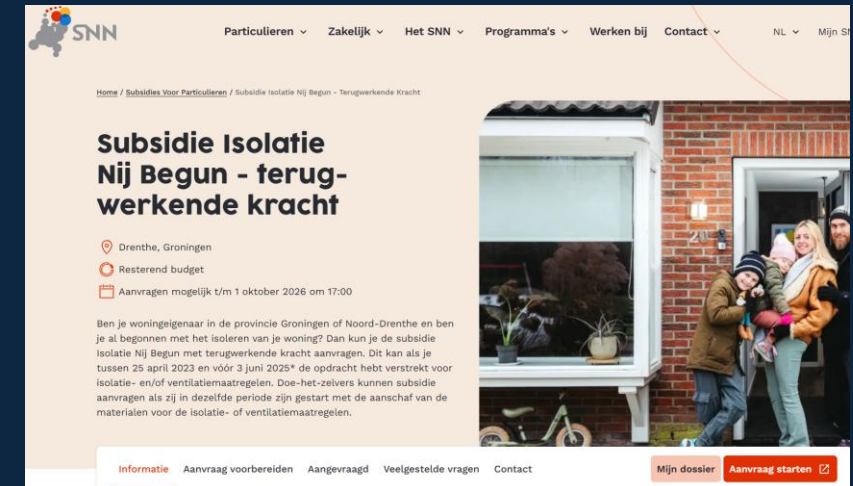 SNN
Particulieren Zakelijk Het SNN Programma's Werken bij Contact NL Mijn SN
Home / Subsidies Voor Particulieren / Subsidie Isolatie Nij Begun - Terugwerkende Kracht
Subsidie Isolatie
Nij Begun - terug-
werkende kracht
Drenthe, Groningen
Resterend budget
Aanvragen mogelijk t/m 1 oktober 2026 om 17:00
Ben je woningeigenaar in de provincie Groningen of Noord-Drenthe en ben
je al begonnen met het isoleren van je woning? Dan kun je de subsidie
Isolatie Nij Begun met terugwerkende kracht aanvragen. Dit kan als je
tussen 25 april 2023 en vóór 3 juni 2025* de opdracht hebt verstrekt voor
isolatie- en/of ventilatiemaatregelen. Doe-het-zelvers kunnen subsidie
aanvragen als zij in dezelfde periode zijn gestart met de aanschaf van de
materialen voor de isolatie- of ventilatiemaatregelen.
Informatie Aanvraag voorbereiden Aangevraagd Veelgestelde vragen Contact Mijn dossier Aanvraag starten